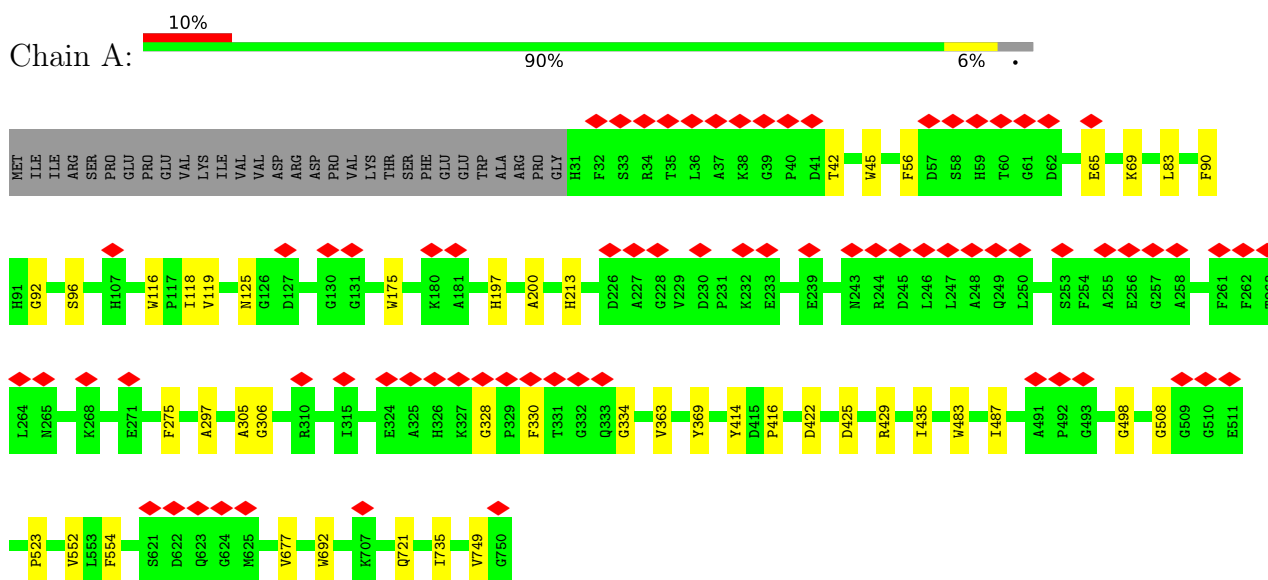 10%
Chain A:
90% 6% •
MET ILE ILE ARG SER PRO GLU PRO GLU VAL LYS ILE VAL VAL ASP ARG ASP PRO VAL LYS THR SER PHE GLU GLU TRP ALA ARG PRO GLY H31 F32 S33 R34 T35 L36 A37 K38 G39 P40 D41 T42 W45 F56 D57 S58 H59 T60 G61 D62 E65 K69 L83 F90
H91 G92 S96 H107 W116 P117 I118 V119 N125 G126 D127 G130 G131 W175 K180 A181 H197 A200 H213 D226 A227 G228 V229 D230 P231 K232 E233 E239 N243 R244 D245 L246 L247 A248 Q249 L250 S253 F254 A255 E256 G257 A258 F261 F262
L264 N265 K268 E271 F275 A297 A305 G306 R310 I315 E324 A325 H326 K327 G328 P329 F330 T331 G332 Q333 G334 V363 Y369 Y414 D415 P416 D422 D425 R429 I435 W483 I487 A491 P492 G493 G498 G508 G509 G510 E511
P523 V552 L553 F554 S621 D622 Q623 G624 M625 V677 W692 K707 Q721 I735 V749 G750